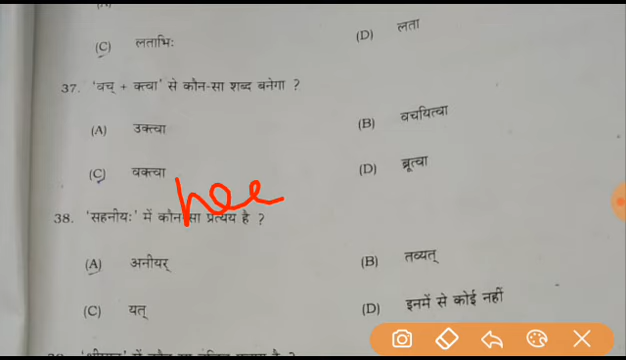 (C) लताभिः (D) लता
37. 'वच् + क्त्वा' से कौन-सा शब्द बनेगा ?
(A) उक्त्वा (B) वचयित्वा
(C) वक्त्वा (D) ब्रूत्वा
38. 'सहनीयः' में कौन सा प्रत्यय है ?
(A) अनीयर् (B) तव्यत्
(C) यत् (D) इनमें से कोई नहीं